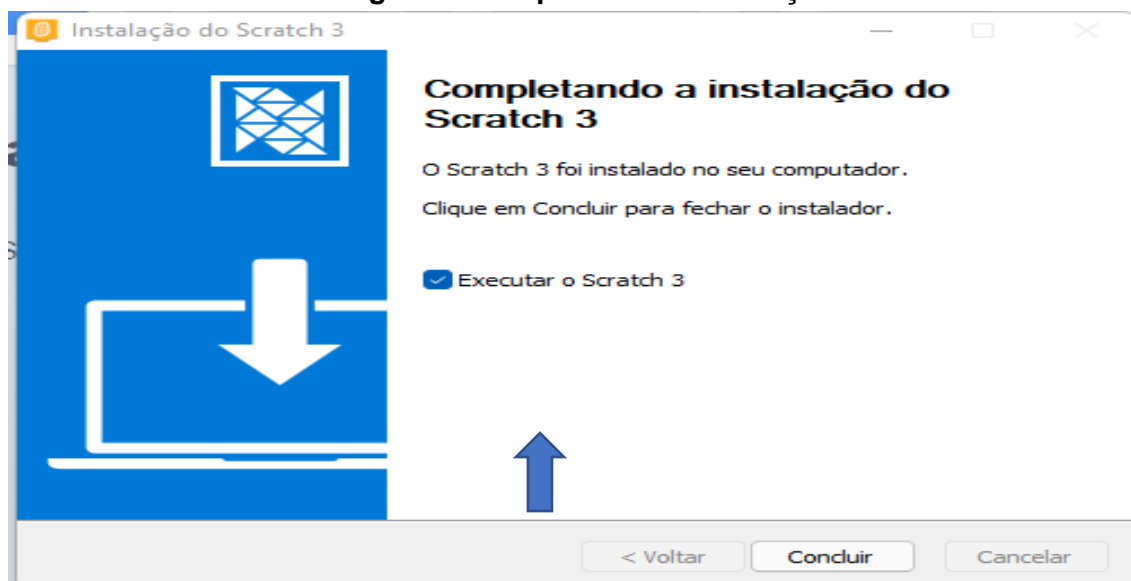 Instalação do Scratch 3
Completando a instalação do
Scratch 3
O Scratch 3 foi instalado no seu computador.
Clique em Concluir para fechar o instalador.
Executar o Scratch 3
< Voltar
Concluir
Cancelar